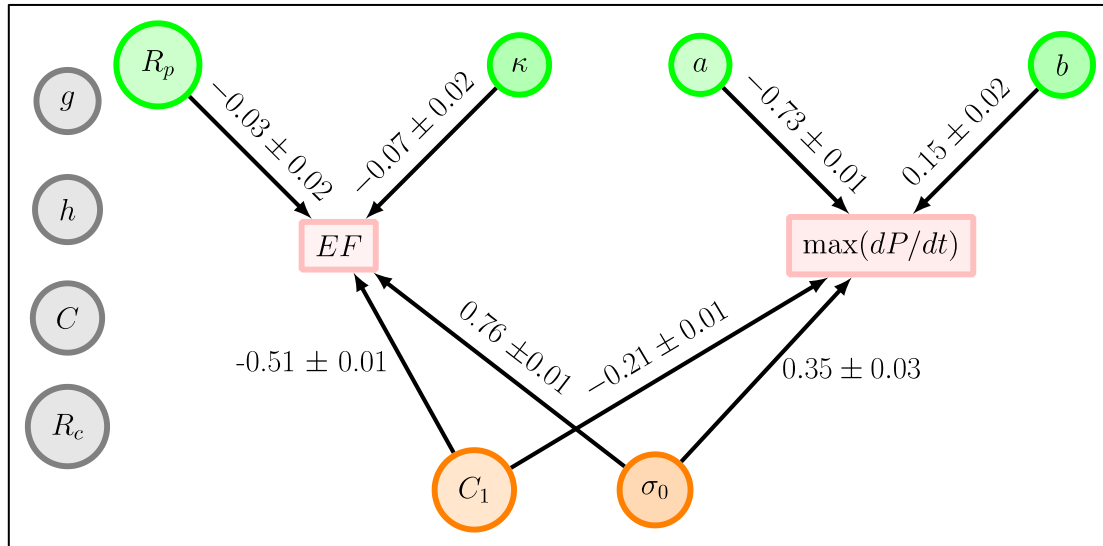 R_p
κ
a
b
g
−0.03 ± 0.02
−0.07 ± 0.02
−0.73 ± 0.01
0.15 ± 0.02
h
EF
max(dP/dt)
C
-0.51 ± 0.01
0.76 ±0.01
−0.21 ± 0.01
0.35 ± 0.03
R_c
C_1
σ_0